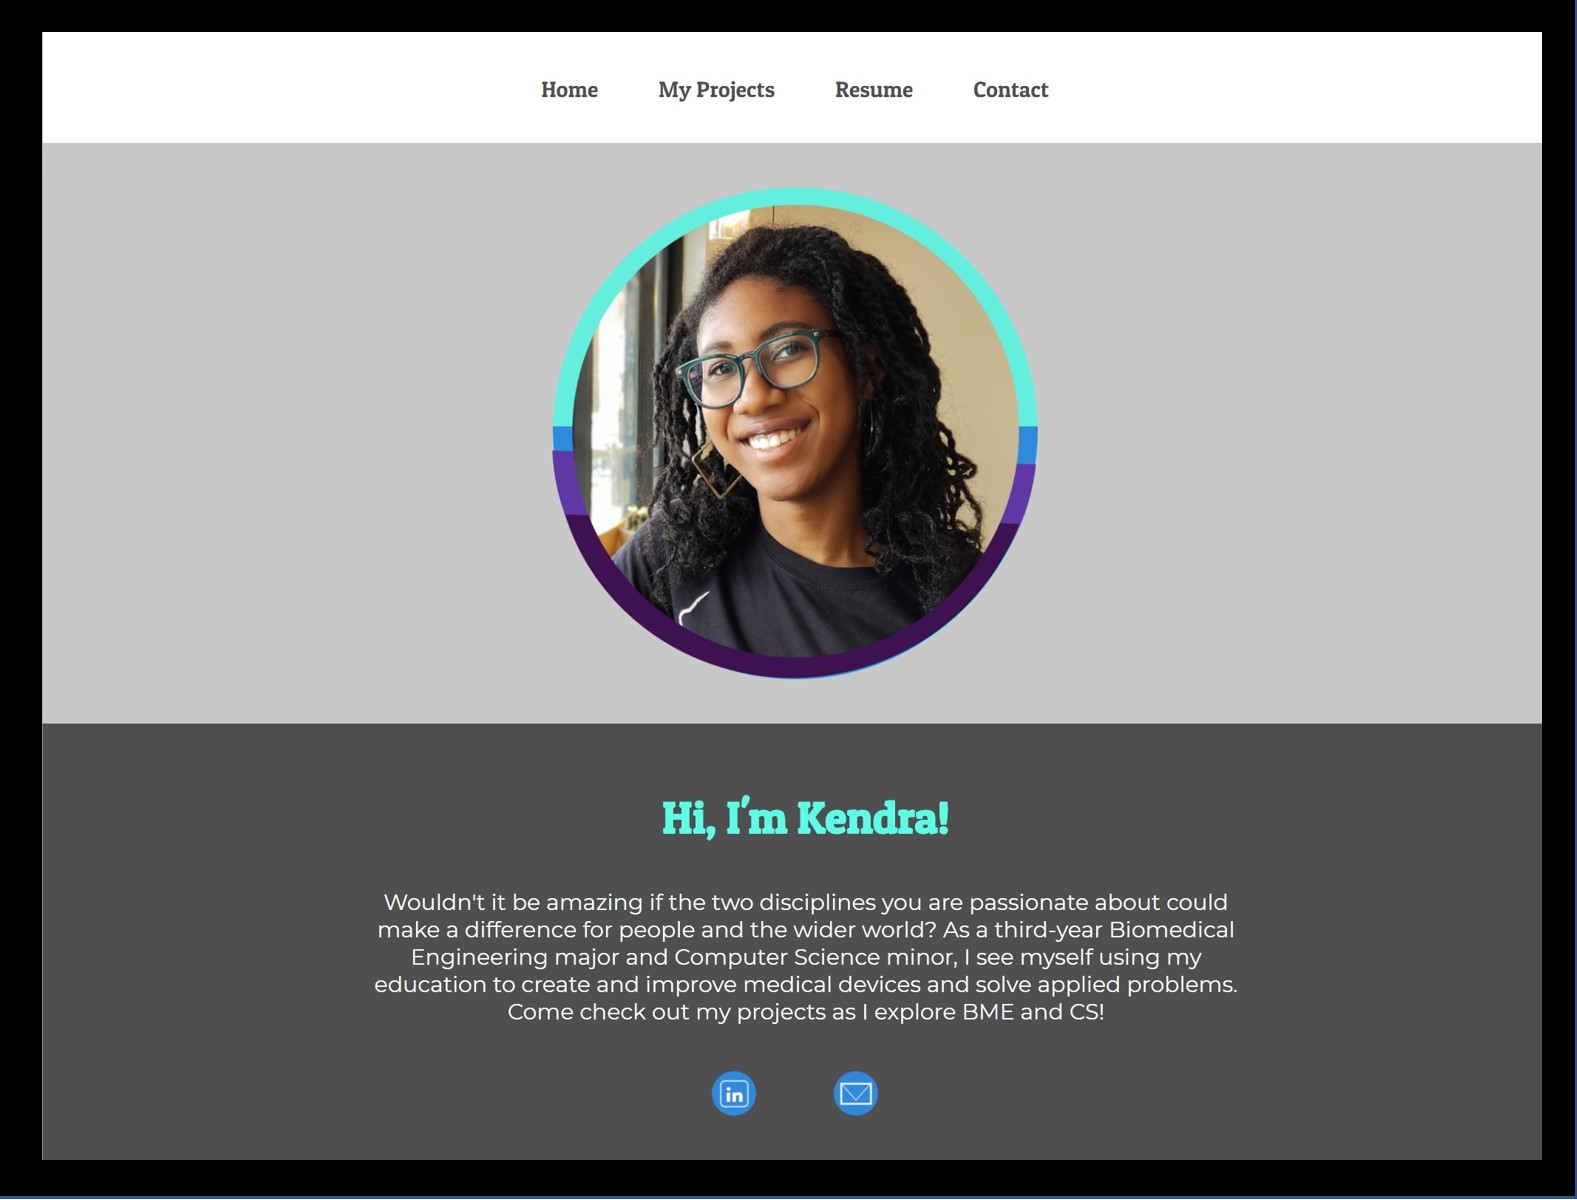 Home My Projects Resume Contact
Hi, I'm Kendra!
Wouldn't it be amazing if the two disciplines you are passionate about could
make a difference for people and the wider world? As a third-year Biomedical
Engineering major and Computer Science minor, I see myself using my
education to create and improve medical devices and solve applied problems.
Come check out my projects as I explore BME and CS!
in